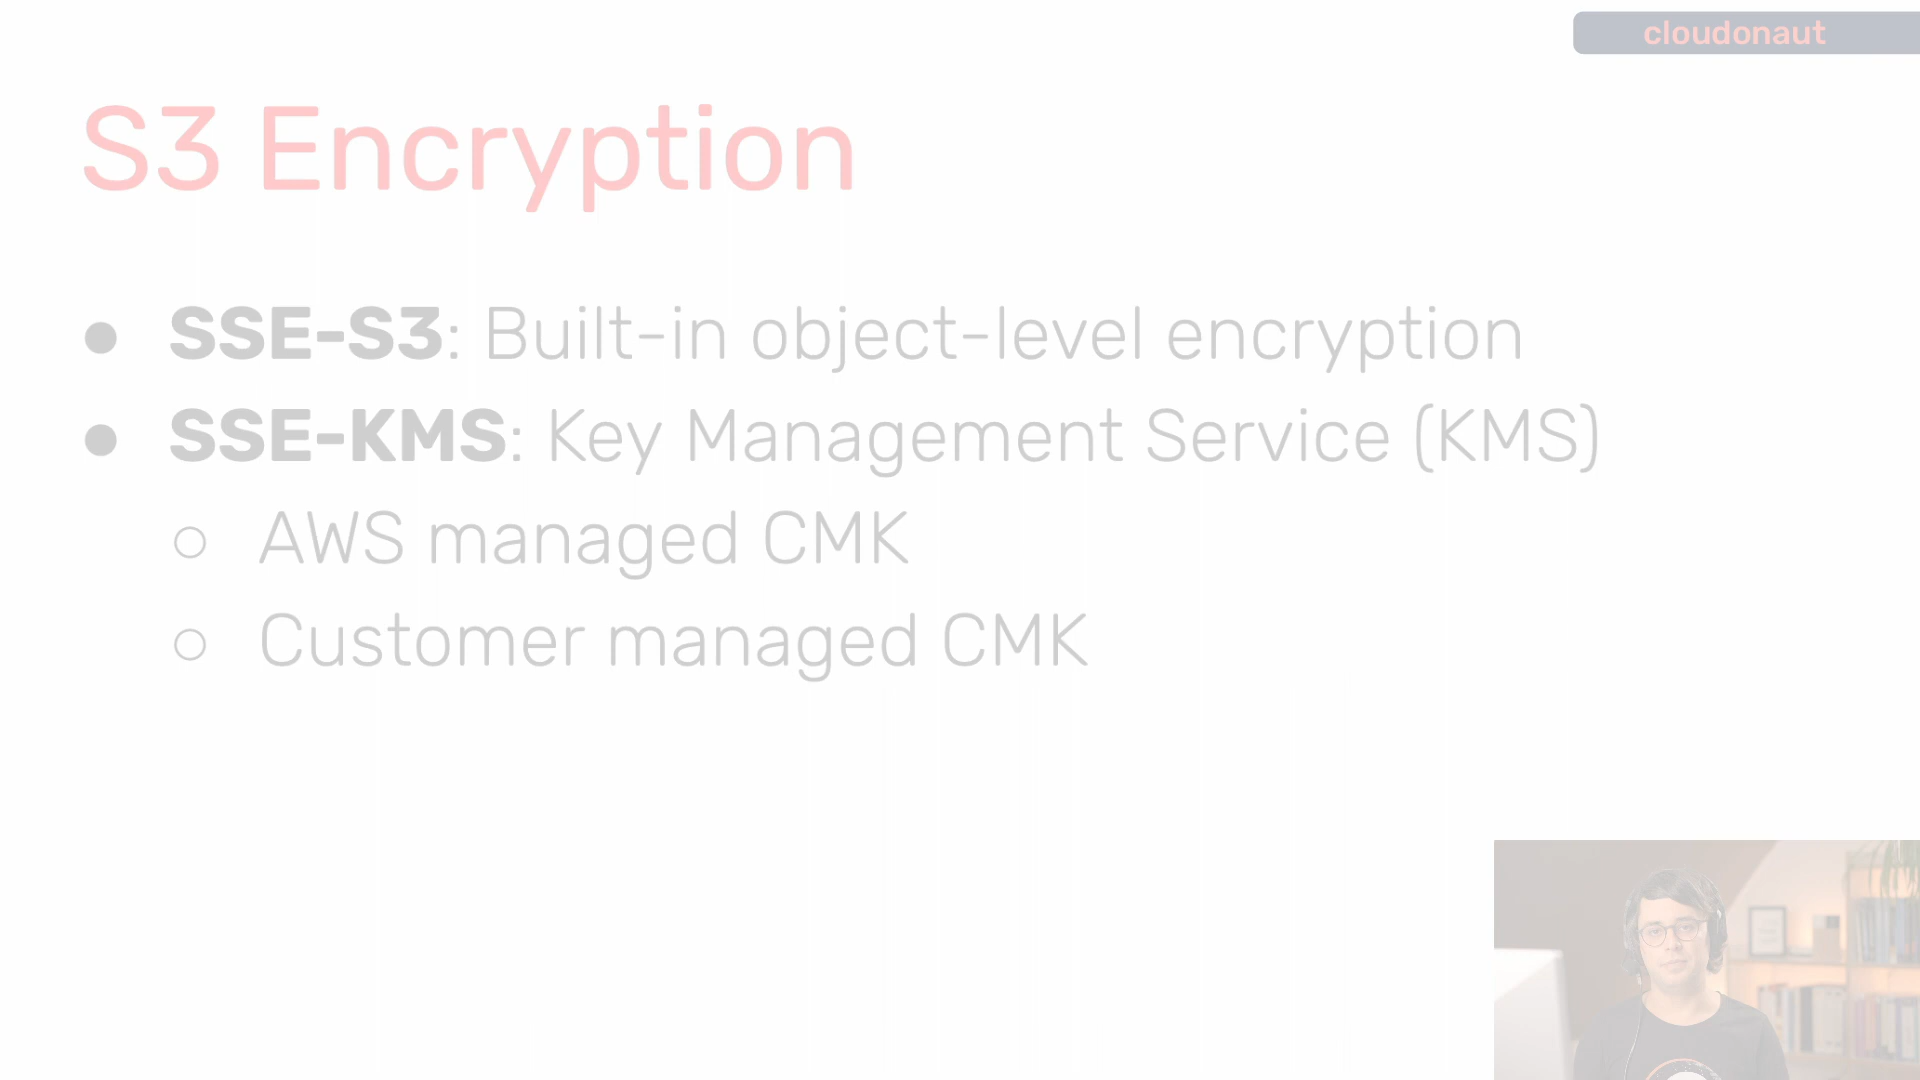 cloudonaut
S3 Encryption
● SSE-S3: Built-in object-level encryption
● SSE-KMS: Key Management Service (KMS)
○ AWS managed CMK
○ Customer managed CMK